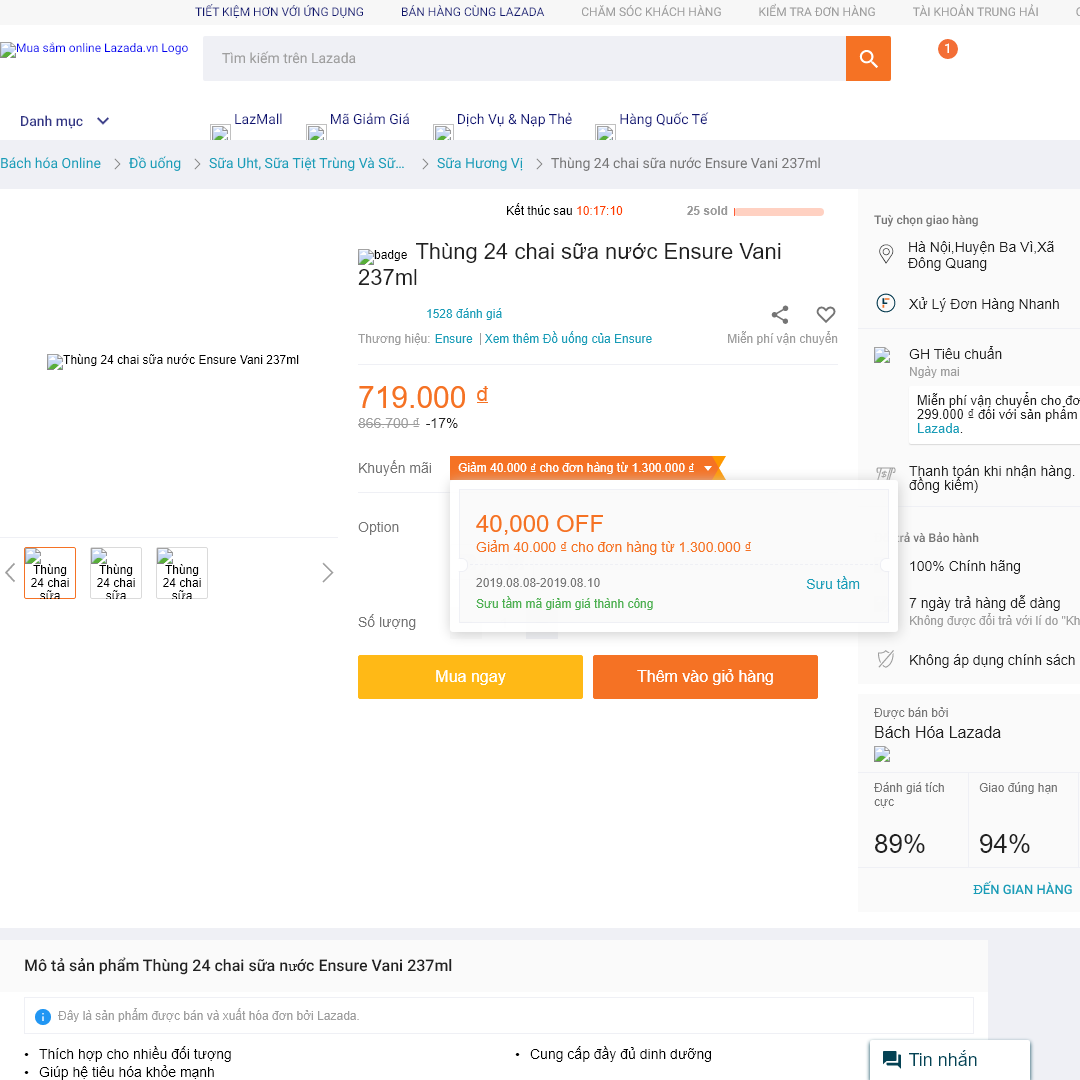 TIẾT KIỆM HƠN VỚI ỨNG DỤNG BÁN HÀNG CÙNG LAZADA CHĂM SÓC KHÁCH HÀNG KIỂM TRA ĐƠN HÀNG TÀI KHOẢN TRUNG HẢI
Mua sắm online Lazada.vn Logo
Tìm kiếm trên Lazada
1
Danh mục
LazMall Mã Giảm Giá Dịch Vụ & Nạp Thẻ Hàng Quốc Tế
Bách hóa Online Đồ uống Sữa Uht, Sữa Tiệt Trùng Và Sữ... Sữa Hương Vị Thùng 24 chai sữa nước Ensure Vani 237ml
Kết thúc sau 10:17:10 25 sold
badge Thùng 24 chai sữa nước Ensure Vani
237ml
1528 đánh giá
Thương hiệu: Ensure | Xem thêm Đồ uống của Ensure Miễn phí vận chuyển
Thùng 24 chai sữa nước Ensure Vani 237ml
719.000 ₫
866.700 ₫ -17%
Khuyến mãi
Giảm 40.000 ₫ cho đơn hàng từ 1.300.000 ₫
40,000 OFF
Giảm 40.000 ₫ cho đơn hàng từ 1.300.000 ₫
2019.08.08-2019.08.10
Sưu tầm
Sưu tầm mã giảm giá thành công
Option
Số lượng
Thùng
24 chai
sữa
Thùng
24 chai
sữa
Thùng
24 chai
sữa
Mua ngay
Thêm vào giỏ hàng
Tuỳ chọn giao hàng
Hà Nội,Huyện Ba Vì,Xã
Đông Quang
Xử Lý Đơn Hàng Nhanh
GH Tiêu chuẩn
Ngày mai
Miễn phí vận chuyển cho đơ
299.000 ₫ đối với sản phẩm
Lazada.
Thanh toán khi nhận hàng.
đồng kiểm)
rả và Bảo hành
100% Chính hãng
7 ngày trả hàng dễ dàng
Không được đổi trả với lí do "Kh
Không áp dụng chính sách
Được bán bởi
Bách Hóa Lazada
Đánh giá tích
cực
89%
Giao đúng hạn
94%
ĐẾN GIAN HÀNG
Mô tả sản phẩm Thùng 24 chai sữa nước Ensure Vani 237ml
Đây là sản phẩm được bán và xuất hóa đơn bởi Lazada.
• Thích hợp cho nhiều đối tượng
• Cung cấp đầy đủ dinh dưỡng
• Giúp hệ tiêu hóa khỏe mạnh
Tin nhắn